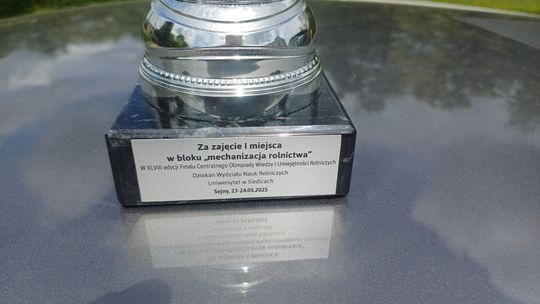 Za zajęcie I miejsca
w bloku „mechanizacja rolnictwa”
W XLVIII edycji Finału Centralnego Olimpiady Wiedzy i Umiejętności Rolniczych
Dziekan Wydziału Nauk Rolniczych
Uniwersytet w Siedlcach
Sejny, 23-24.05.2025